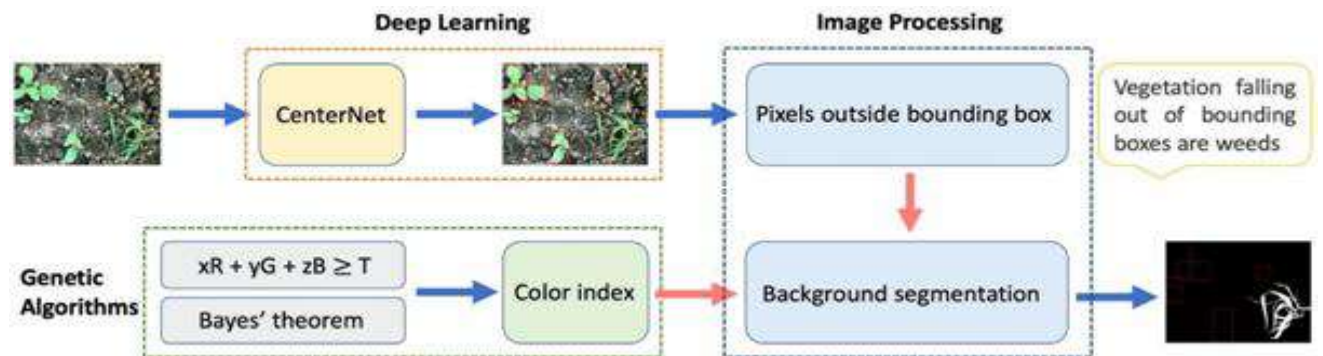 Deep Learning
Image Processing
CenterNet
Pixels outside bounding box
Vegetation falling
out of bounding
boxes are weeds
Genetic
Algorithms
xR + yG + zB ≥ T
Bayes' theorem
Color index
Background segmentation